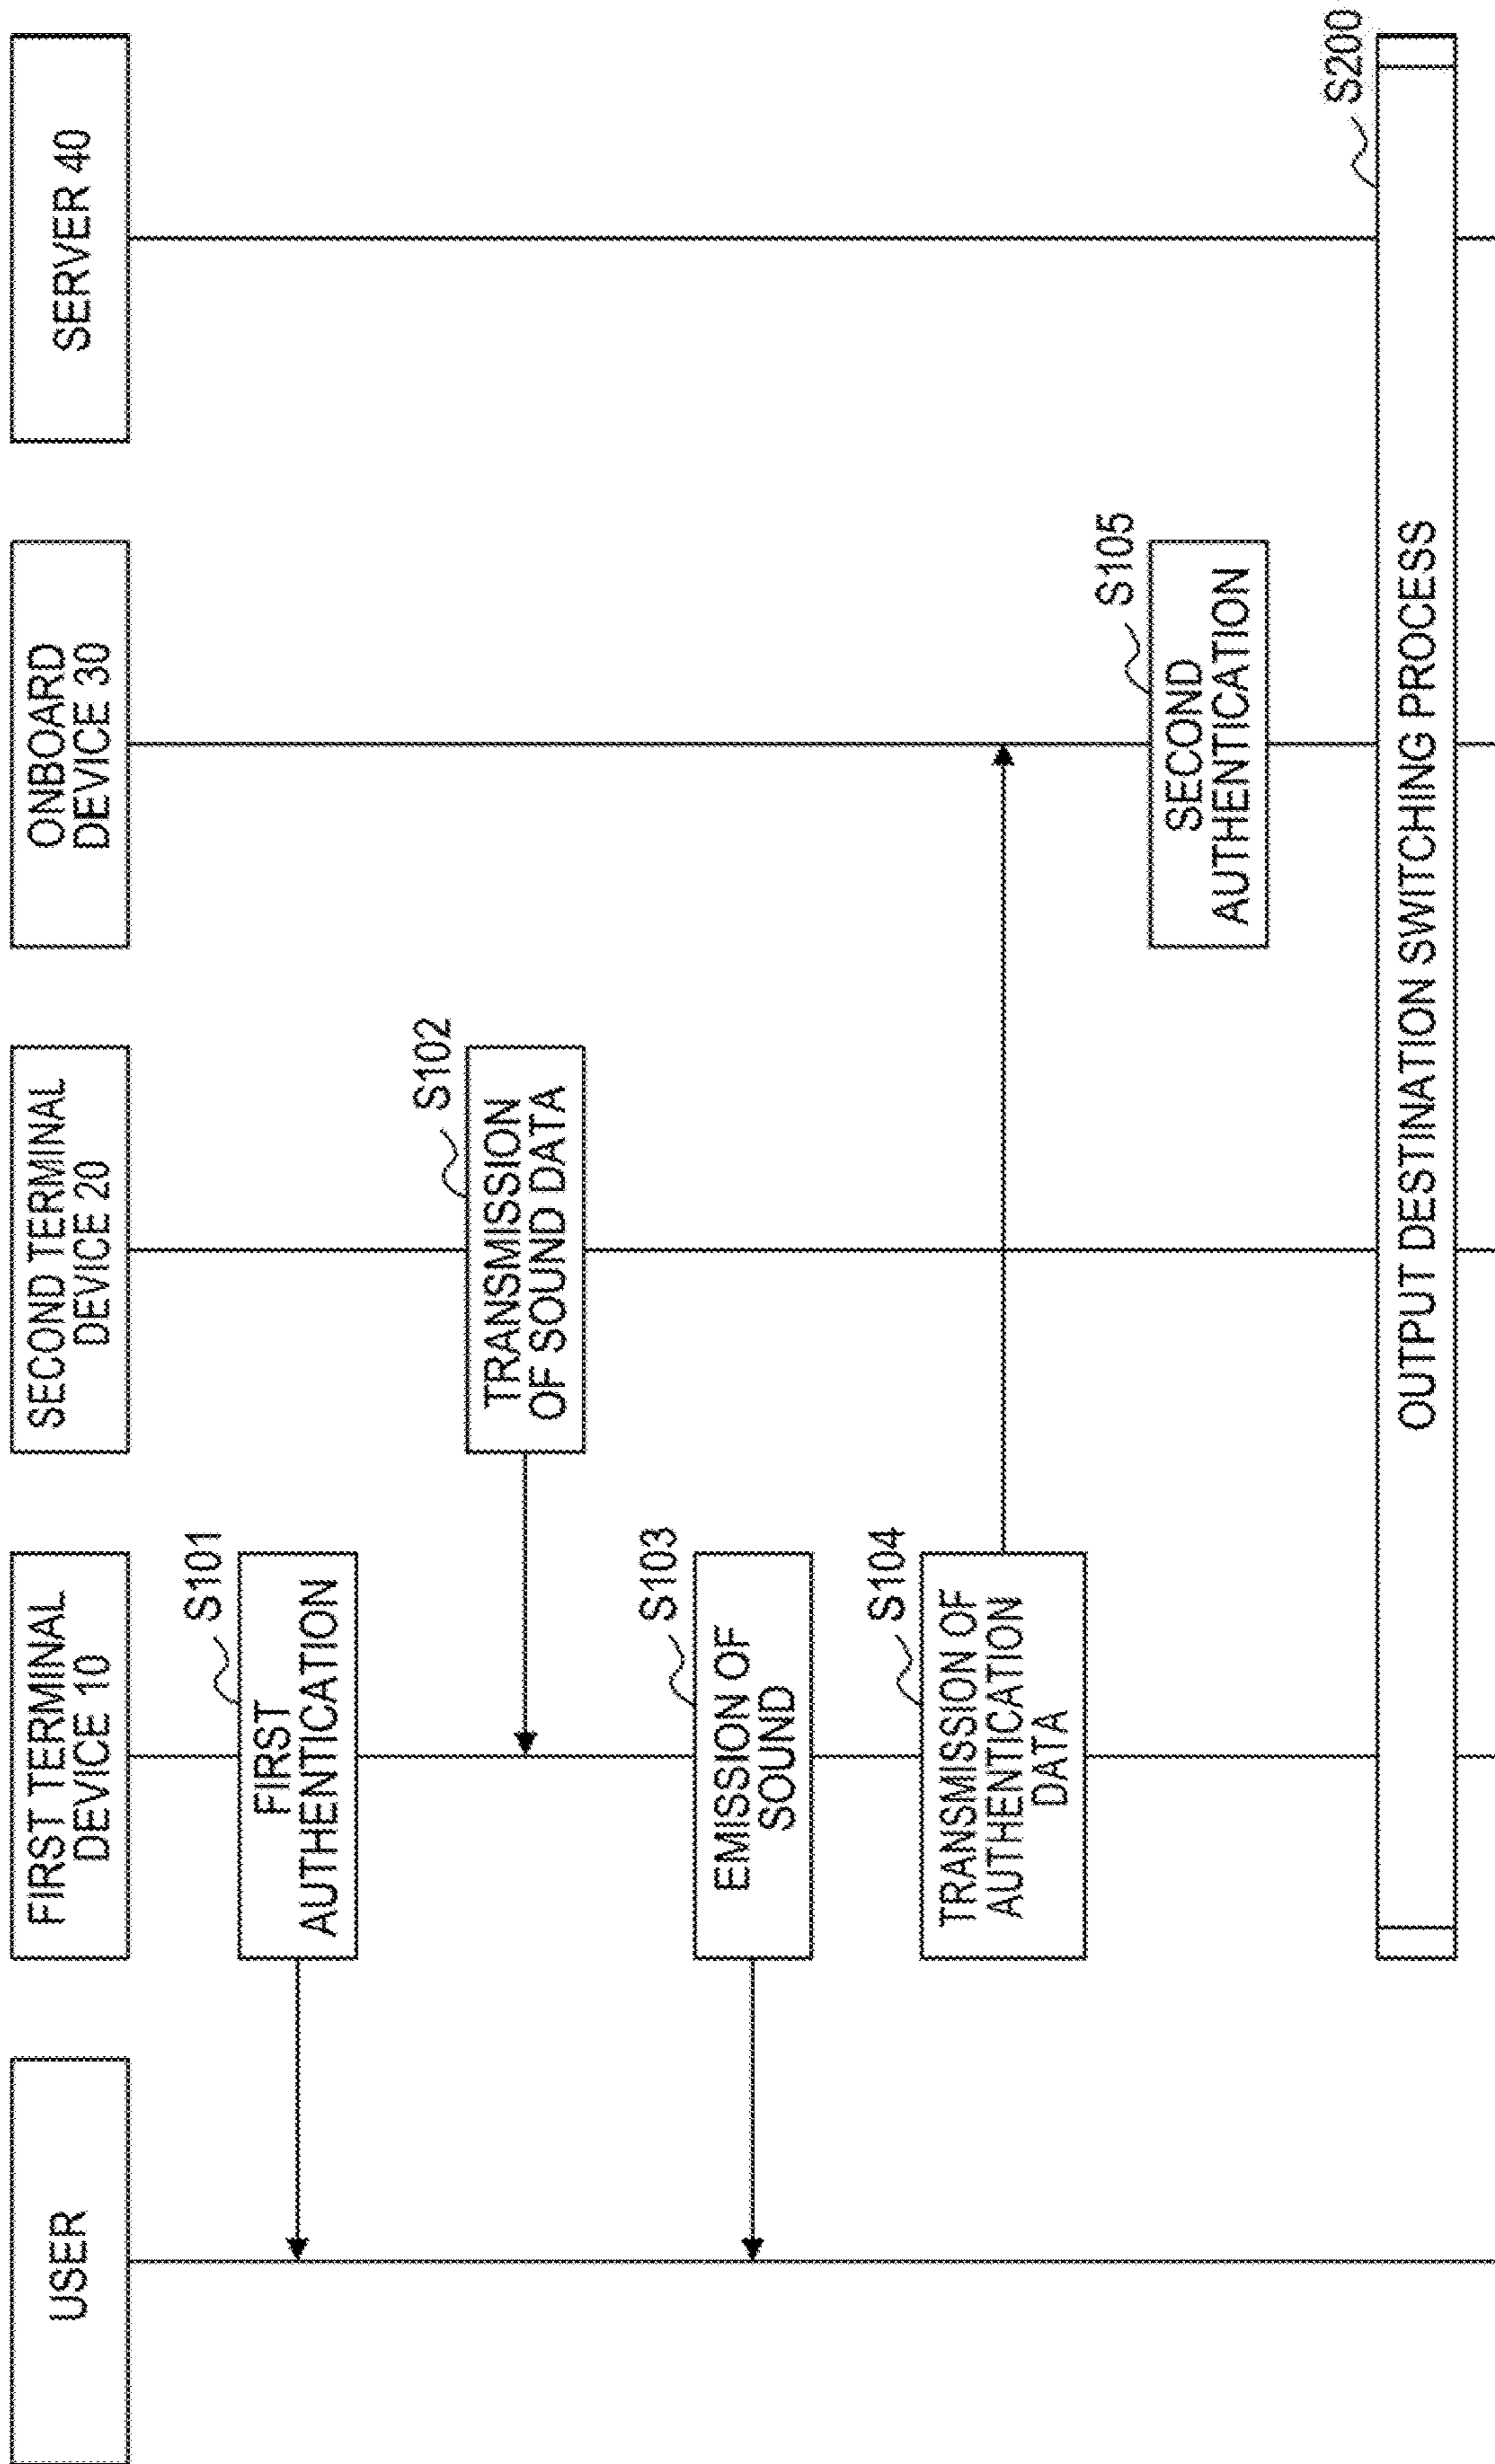 USER
FIRST TERMINAL
DEVICE 10
SECOND TERMINAL
DEVICE 20
ONBOARD
DEVICE 30
SERVER 40
S101
FIRST
AUTHENTICATION
S102
TRANSMISSION
OF SOUND DATA
S103
EMISSION OF
SOUND
S104
TRANSMISSION OF
AUTHENTICATION
DATA
S105
SECOND
AUTHENTICATION
S200
OUTPUT DESTINATION SWITCHING PROCESS